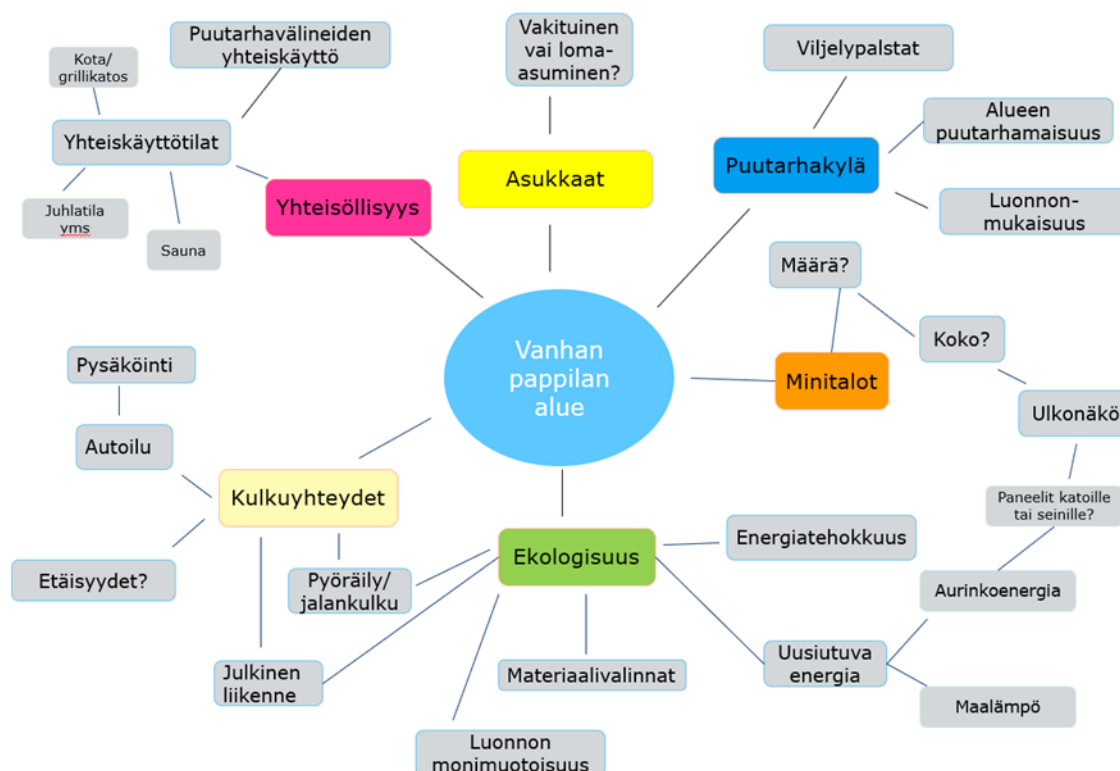 Puutarhavälineiden
yhteiskäyttö
Kota/
grillikatos
Yhteiskäyttötilat
Juhlatila
vms
Sauna
Yhteisöllisyys
Vakituinen
vai loma-
asuminen?
Asukkaat
Viljelypalstat
Alueen
puutarhamaisuus
Puutarhakylä
Luonnon-
mukaisuus
Määrä?
Koko?
Minitalot
Ulkonäkö
Paneelit katoille
tai seinille?
Vanhan
pappilan
alue
Pysäköinti
Autoilu
Kulkuyhteydet
Etäisyydet?
Pyöräily/
jalankulku
Julkinen
liikenne
Ekologisuus
Energiatehokkuus
Aurinkoenergia
Uusiutuva
energia
Maalämpö
Materiaalivalinnat
Luonnon
monimuotoisuus